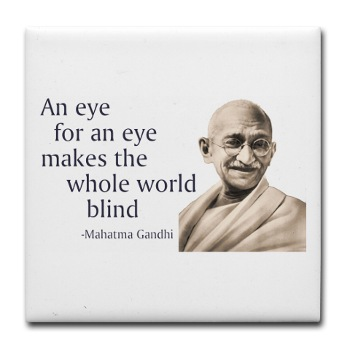 An eye
for an eye
makes the
whole world
blind
-Mahatma Gandhi